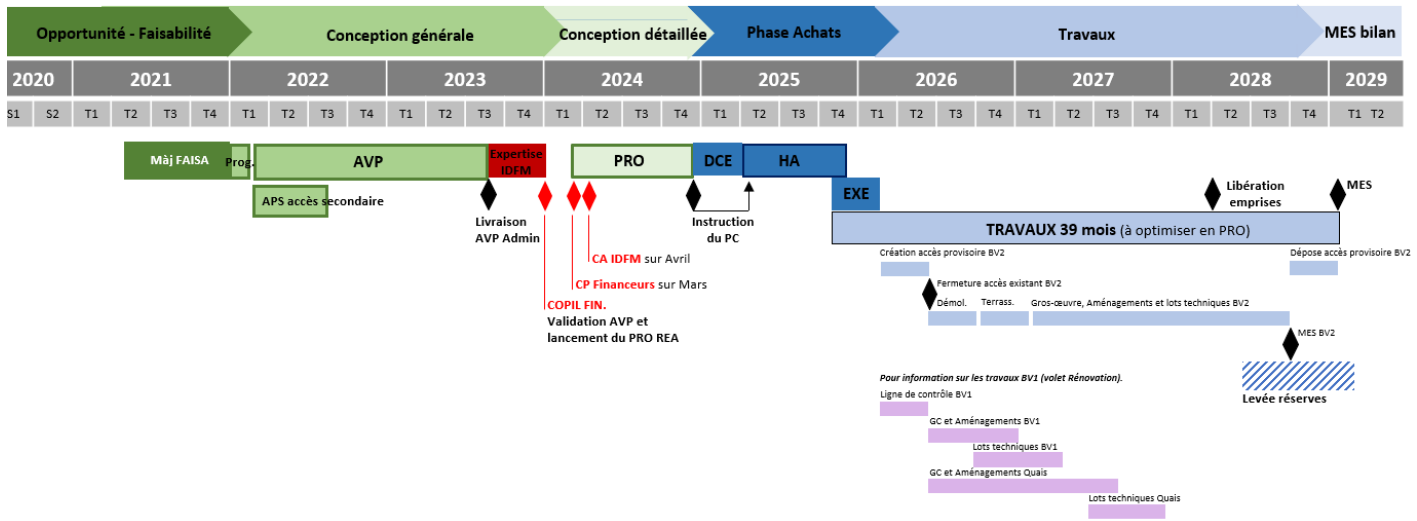 Opportunité - Faisabilité
Conception générale
Conception détaillée
Phase Achats
Travaux
MES bilan
2020 2021 2022 2023 2024 2025 2026 2027 2028 2029
S1 S2 T1 T2 T3 T4 T1 T2 T3 T4 T1 T2 T3 T4 T1 T2 T3 T4 T1 T2 T3 T4 T1 T2 T3 T4 T1 T2 T3 T4 T1 T2 T3 T4 T1 T2
Màj FAISA
Prog.
AVP
Expertise
IDFM
PRO
DCE
HA
APS accès secondaire
EXE
Livraison
AVP Admin
Instruction
du PC
Libération
emprises
MES
TRAVAUX 39 mois (à optimiser en PRO)
CA IDFM sur Avril
CP Financeurs sur Mars
COPIL FIN.
Validation AVP et
lancement du PRO REA
Création accès provisoire BV2
Dépose accès provisoire BV2
Fermeture accès existant BV2
Démol.
Terrass.
Gros-œuvre, Aménagements et lots techniques BV2
MES BV2
Levée réserves
Pour information sur les travaux BV1 (volet Rénovation).
Ligne de contrôle BV1
GC et Aménagements BV1
Lots techniques BV1
GC et Aménagements Quais
Lots techniques Quais